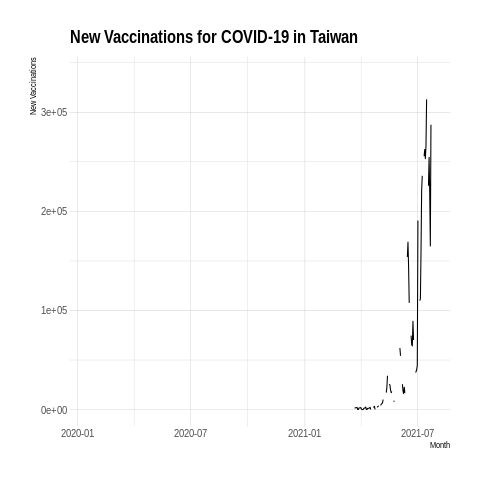 New Vaccinations for COVID-19 in Taiwan
New Vaccinations
3e+05
2e+05
1e+05
0e+00
2020-01 2020-07 2021-01 2021-07
Month